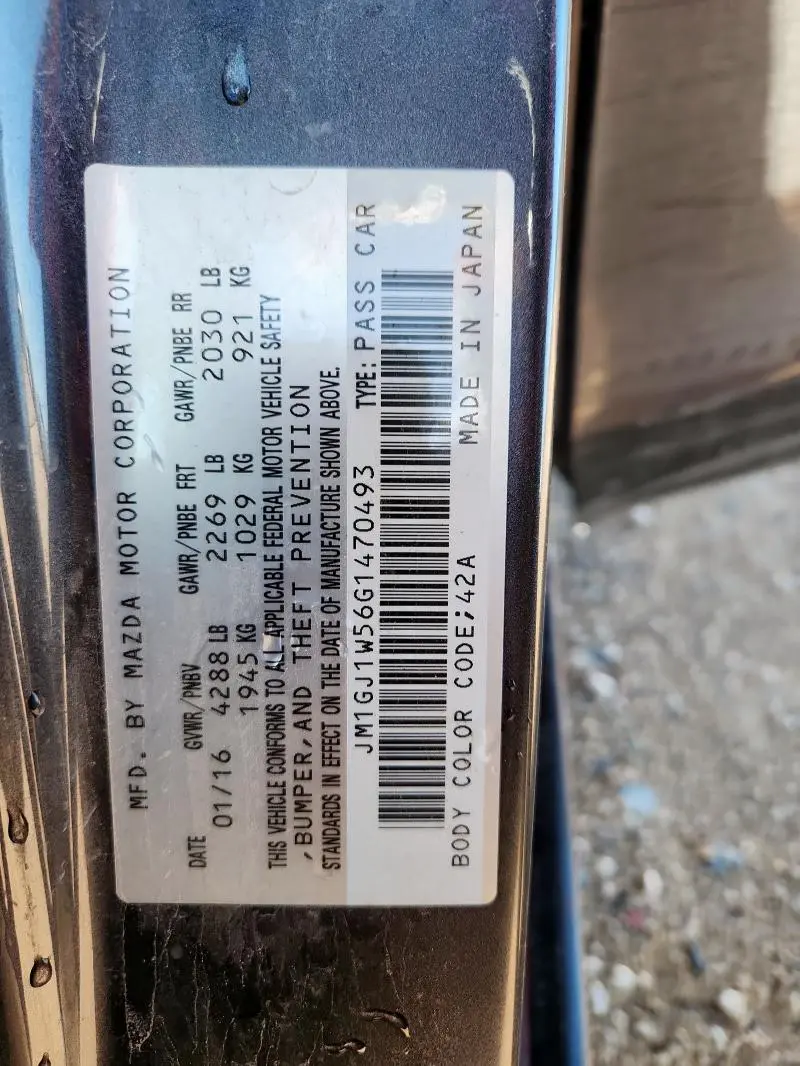 MFD. BY MAZDA MOTOR CORPORATION
DATE GVWR/PNBV GAWR/PNBE FRT GAWR/PNBE RR
01/16 4288 LB 2269 LB 2030 LB
1945 KG 1029 KG 921 KG
THIS VEHICLE CONFORMS TO ALL APPLICABLE FEDERAL MOTOR VEHICLE SAFETY
,BUMPER,AND THEFT PREVENTION
STANDARDS IN EFFECT ON THE DATE OF MANUFACTURE SHOWN ABOVE.
JM1GJ1W56G1470493 TYPE: PASS CAR
BODY COLOR CODE;42A MADE IN JAPAN